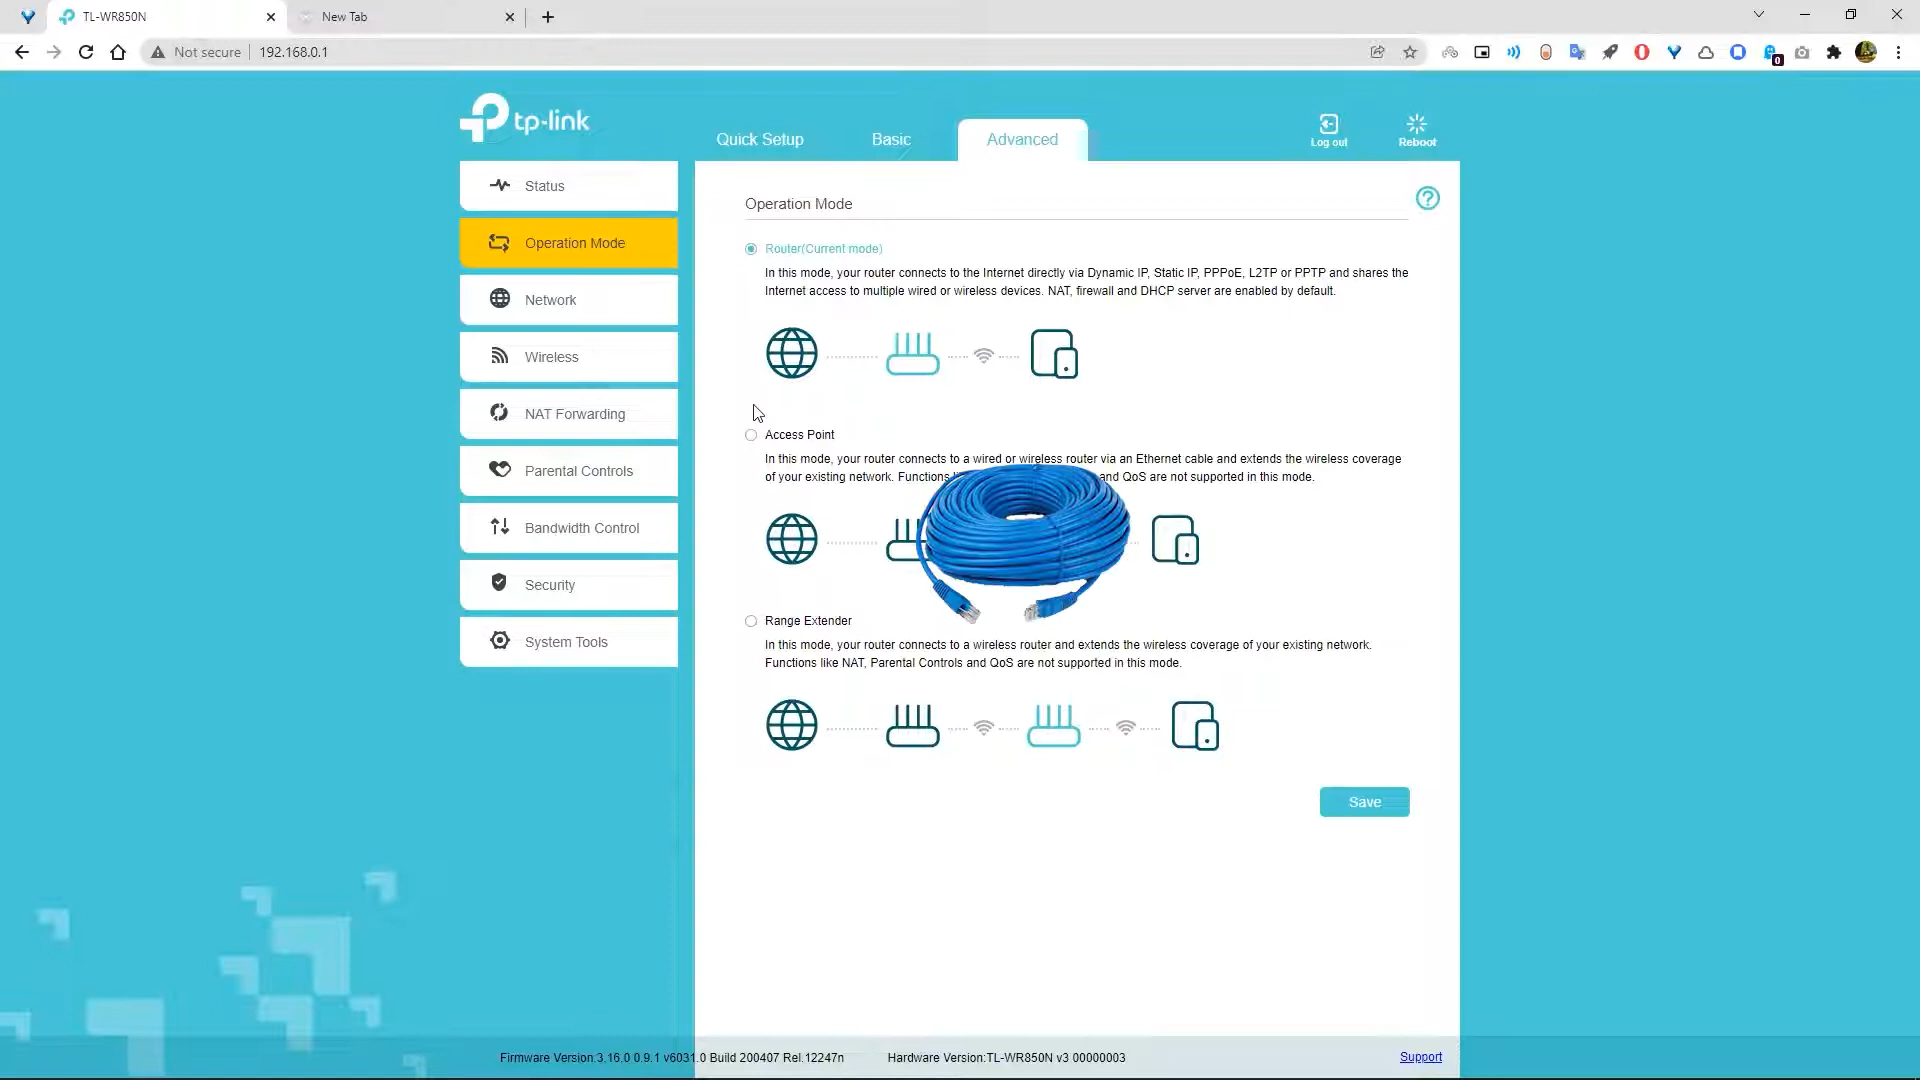 TL-WR850N
New Tab
Not secure
192.168.0.1
0
tp-link
Quick Setup
Basic
Advanced
Log out
Reboot
Status
Operation Mode
Network
Wireless
NAT Forwarding
Parental Controls
Bandwidth Control
Security
System Tools
Operation Mode
Router(Current mode)
In this mode, your router connects to the Internet directly via Dynamic IP, Static IP, PPPoE, L2TP or PPTP and shares the
Internet access to multiple wired or wireless devices. NAT, firewall and DHCP server are enabled by default.
Access Point
In this mode, your router connects to a wired or wireless router via an Ethernet cable and extends the wireless coverage
of your existing network. Functions and QoS are not supported in this mode.
Range Extender
In this mode, your router connects to a wireless router and extends the wireless coverage of your existing network.
Functions like NAT, Parental Controls and QoS are not supported in this mode.
Save
Firmware Version:3.16.0 0.9.1 v6031.0 Build 200407 Rel.12247n
Hardware Version:TL-WR850N v3 00000003
Support